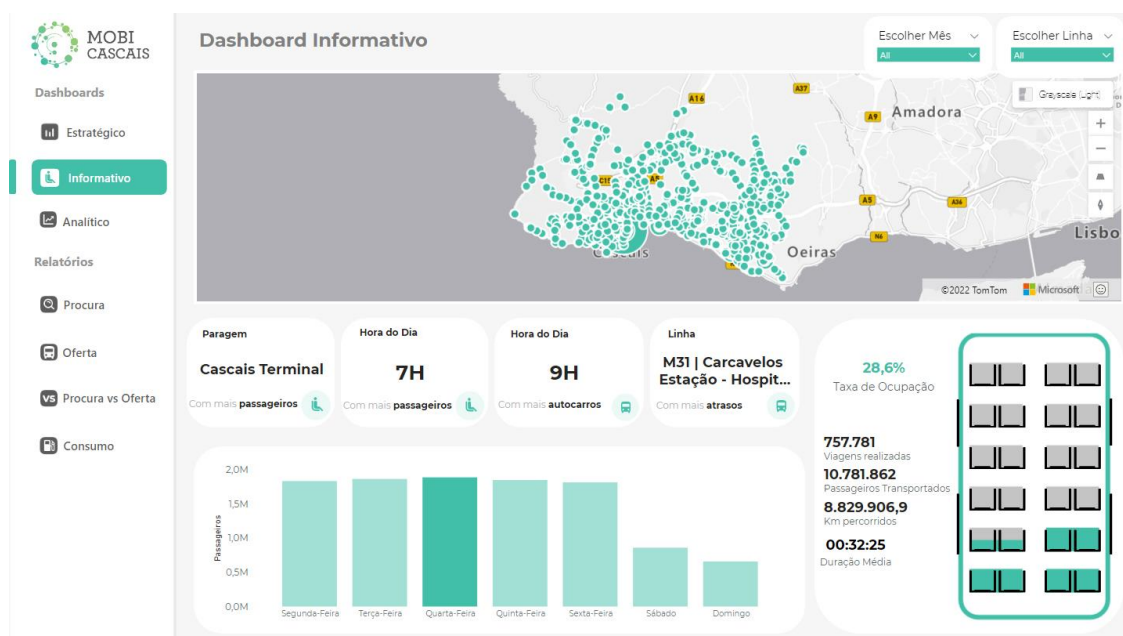 MOBI
CASCAIS
Dashboards
Estratégico
Informativo
Analítico
Relatórios
Procura
Oferta
VS Procura vs Oferta
Consumo
Dashboard Informativo
Escolher Mês
All
Escolher Linha
All
A16
A37
A9
Amadora
Grayscale (Light)
C15
A5
A5
A36
N6
Lisbo
Oeiras
Cascais
©2022 TomTom
Microsoft
Paragem
Cascais Terminal
Com mais passageiros
Hora do Dia
7H
Com mais passageiros
Hora do Dia
9H
Com mais autocarros
Linha
M31 | Carcavelos
Estação - Hospit...
Com mais atrasos
28,6%
Taxa de Ocupação
757.781
Viagens realizadas
10.781.862
Passageiros Transportados
8.829.906,9
Km percorridos
00:32:25
Duração Média
Passageiros
2,0M
1,5M
1,0M
0,5M
0,0M
Segunda-Feira
Terça-Feira
Quarta-Feira
Quinta-Feira
Sexta-Feira
Sábado
Domingo